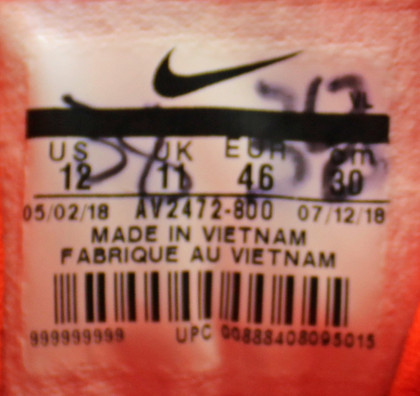 US UK EUR cm
12 11 46 30
05/02/18 AV2472-800 07/12/18
MADE IN VIETNAM
FABRIQUE AU VIETNAM
999999999 UPC 00888408095015